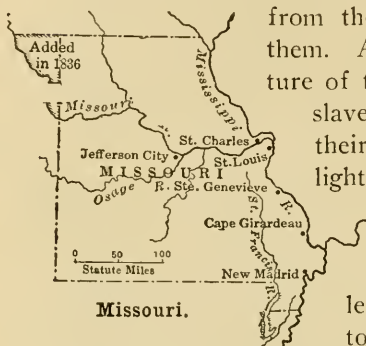 from the
them. A
ture of t
slave
their
light
le
to
Added
in 1836
Mississippi
Missouri
R.
St. Charles
Jefferson City
St. Louis
MISSOURI
Osage
R.
Ste. Genevieve
R.
St. Francis R.
Cape Girardeau
0 50 100
Statute Miles
New Madrid
Missouri.